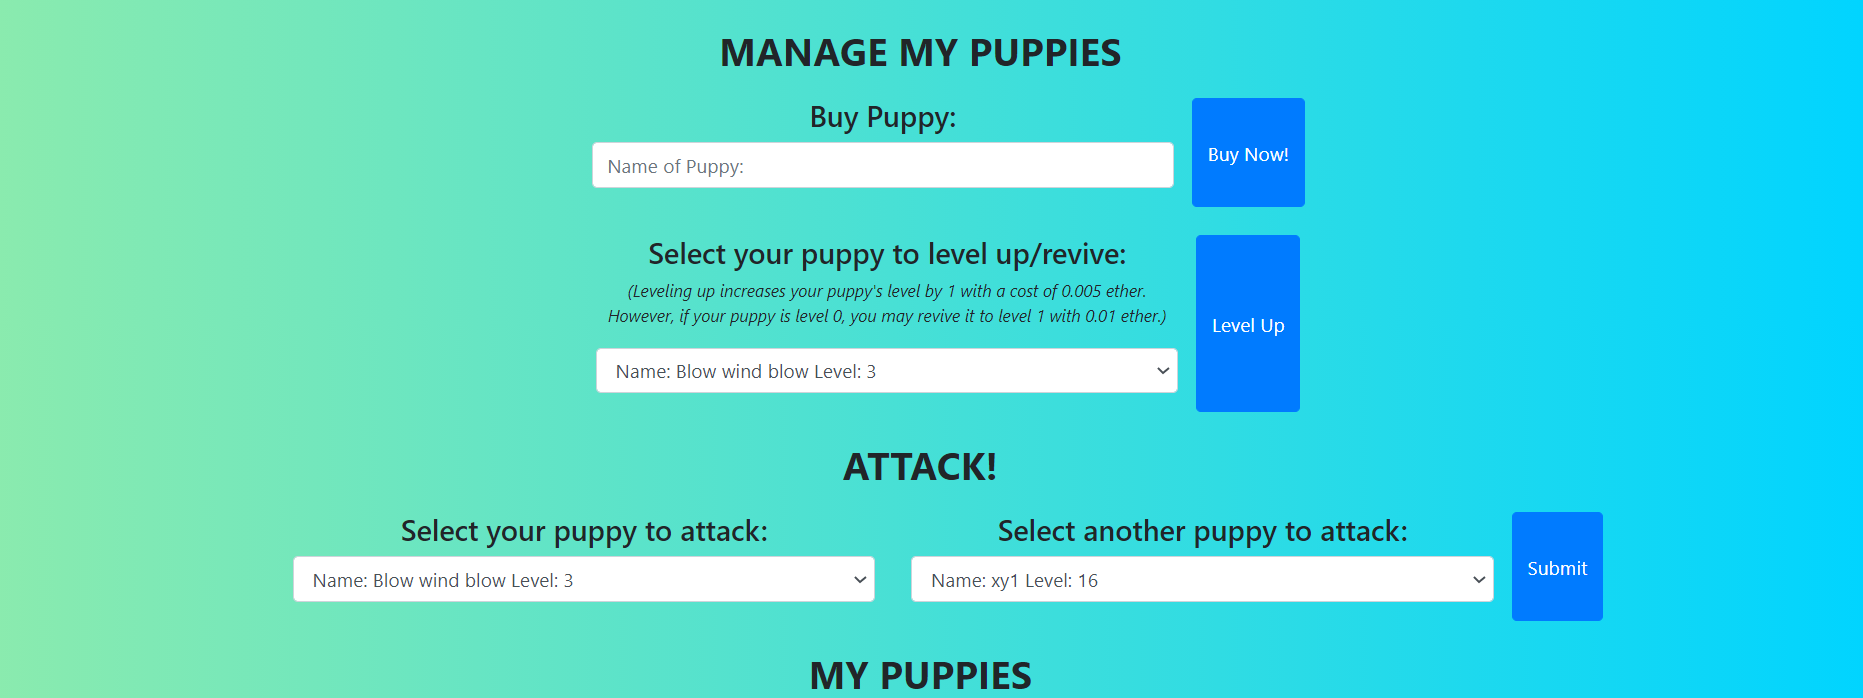 MANAGE MY PUPPIES
Buy Puppy:
Name of Puppy:
Buy Now!
Select your puppy to level up/revive:
(Leveling up increases your puppy's level by 1 with a cost of 0.005 ether.
However, if your puppy is level 0, you may revive it to level 1 with 0.01 ether.)
Name: Blow wind blow Level: 3
Level Up
ATTACK!
Select your puppy to attack:
Name: Blow wind blow Level: 3
Select another puppy to attack:
Name: xy1 Level: 16
Submit
MY PUPPIES